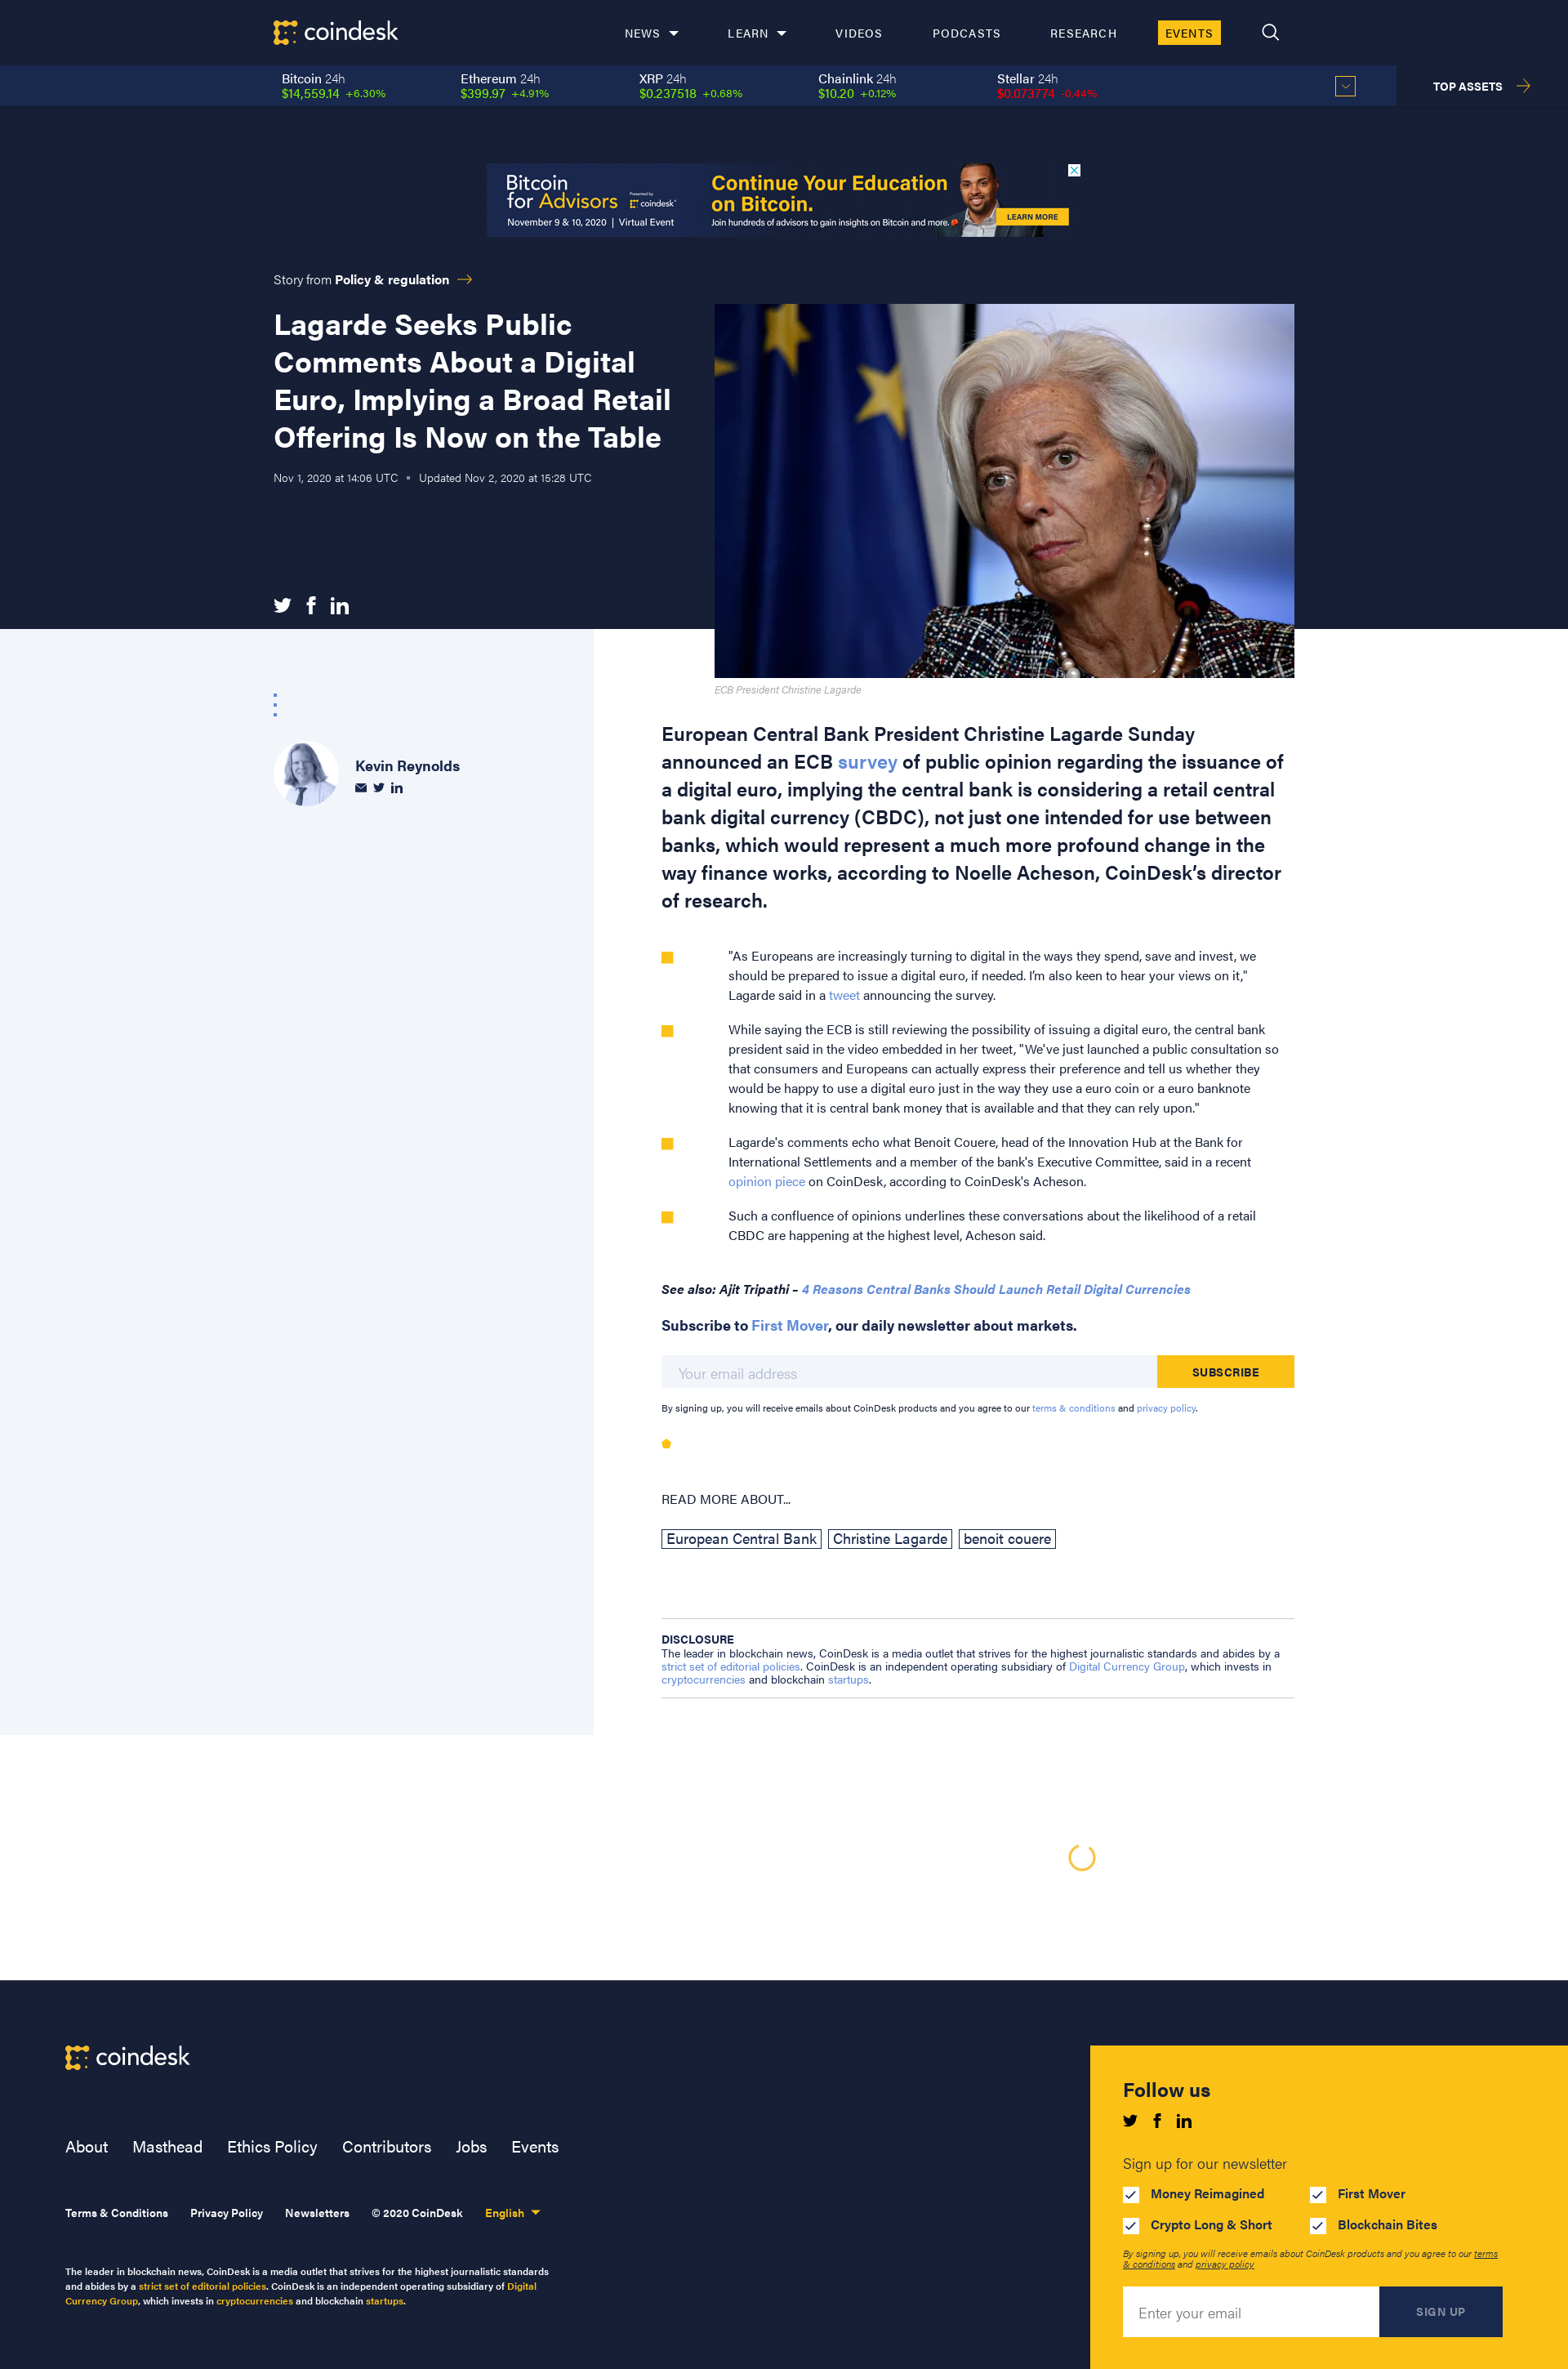 coindesk
NEWS
LEARN
VIDEOS
PODCASTS
RESEARCH
EVENTS
Bitcoin 24h
$14,559.14 +6.30%
Ethereum 24h
$399.97 +4.91%
XRP 24h
$0.237518 +0.68%
Chainlink 24h
$10.20 +0.12%
Stellar 24h
$0.073774 -0.44%
TOP ASSETS
Bitcoin
for Advisors
Presented by
coindesk
November 9 & 10, 2020 | Virtual Event
Continue Your Education
on Bitcoin.
Join hundreds of advisors to gain insights on Bitcoin and more.
LEARN MORE
Story from Policy & regulation
Lagarde Seeks Public
Comments About a Digital
Euro, Implying a Broad Retail
Offering Is Now on the Table
Nov 1, 2020 at 14:06 UTC ▪ Updated Nov 2, 2020 at 15:28 UTC
ECB President Christine Lagarde
Kevin Reynolds
European Central Bank President Christine Lagarde Sunday
announced an ECB survey of public opinion regarding the issuance of
a digital euro, implying the central bank is considering a retail central
bank digital currency (CBDC), not just one intended for use between
banks, which would represent a much more profound change in the
way finance works, according to Noelle Acheson, CoinDesk’s director
of research.
"As Europeans are increasingly turning to digital in the ways they spend, save and invest, we
should be prepared to issue a digital euro, if needed. I’m also keen to hear your views on it,"
Lagarde said in a tweet announcing the survey.
While saying the ECB is still reviewing the possibility of issuing a digital euro, the central bank
president said in the video embedded in her tweet, "We've just launched a public consultation so
that consumers and Europeans can actually express their preference and tell us whether they
would be happy to use a digital euro just in the way they use a euro coin or a euro banknote
knowing that it is central bank money that is available and that they can rely upon."
Lagarde's comments echo what Benoit Couere, head of the Innovation Hub at the Bank for
International Settlements and a member of the bank's Executive Committee, said in a recent
opinion piece on CoinDesk, according to CoinDesk's Acheson.
Such a confluence of opinions underlines these conversations about the likelihood of a retail
CBDC are happening at the highest level, Acheson said.
See also: Ajit Tripathi – 4 Reasons Central Banks Should Launch Retail Digital Currencies
Subscribe to First Mover, our daily newsletter about markets.
Your email address
SUBSCRIBE
By signing up, you will receive emails about CoinDesk products and you agree to our terms & conditions and privacy policy.
READ MORE ABOUT...
European Central Bank
Christine Lagarde
benoit couere
DISCLOSURE
The leader in blockchain news, CoinDesk is a media outlet that strives for the highest journalistic standards and abides by a
strict set of editorial policies. CoinDesk is an independent operating subsidiary of Digital Currency Group, which invests in
cryptocurrencies and blockchain startups.
coindesk
About
Masthead
Ethics Policy
Contributors
Jobs
Events
Terms & Conditions
Privacy Policy
Newsletters
© 2020 CoinDesk
English
The leader in blockchain news, CoinDesk is a media outlet that strives for the highest journalistic standards
and abides by a strict set of editorial policies. CoinDesk is an independent operating subsidiary of Digital
Currency Group, which invests in cryptocurrencies and blockchain startups.
Follow us
Sign up for our newsletter
Money Reimagined
First Mover
Crypto Long & Short
Blockchain Bites
By signing up, you will receive emails about CoinDesk products and you agree to our terms
& conditions and privacy policy
Enter your email
SIGN UP